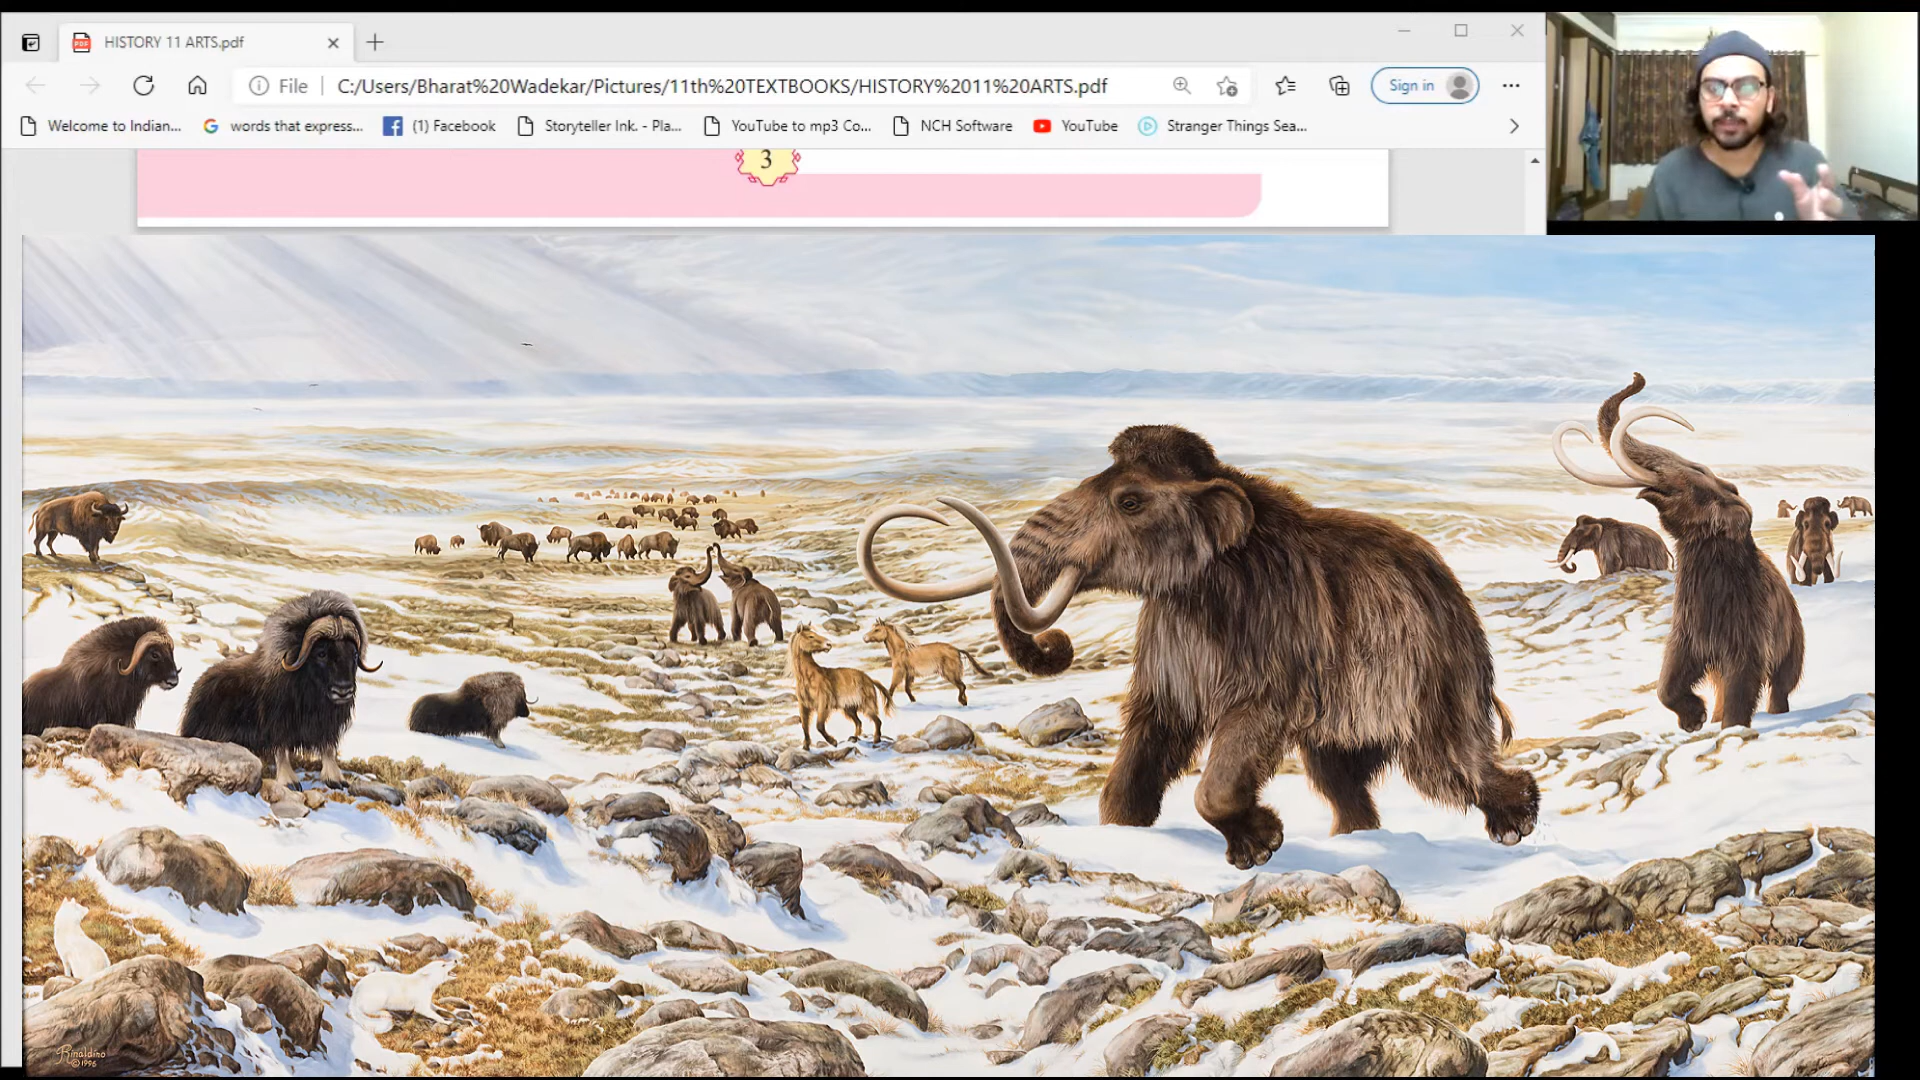 HISTORY 11 ARTS.pdf
File
C:/Users/Bharat%20Wadekar/Pictures/11th%20TEXTBOOKS/HISTORY%2011%20ARTS.pdf
Sign in
Welcome to Indian...
words that express...
(1) Facebook
Storyteller Ink. - Pla...
YouTube to mp3 Co...
NCH Software
YouTube
Stranger Things Sea...
3
Rinaldino
©1996